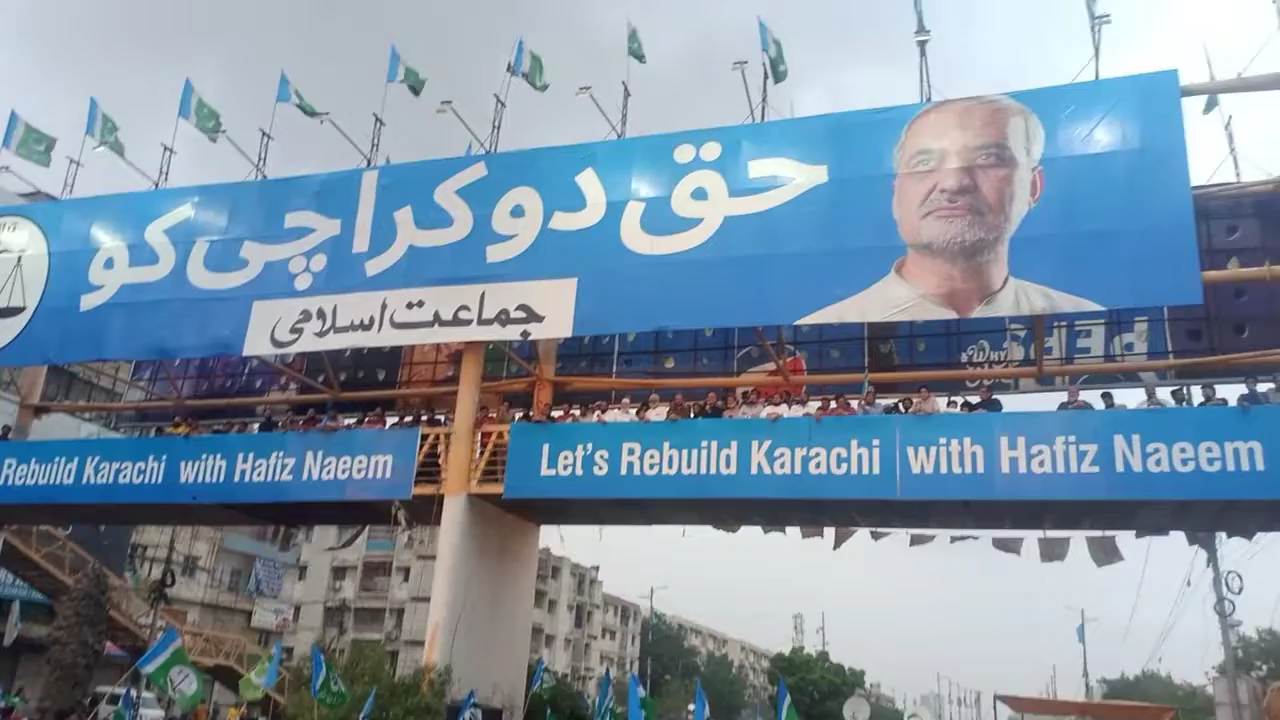 حق دو کراچی کو
جماعت اسلامی
Rebuild Karachi with Hafiz Naeem
Let's Rebuild Karachi with Hafiz Naeem